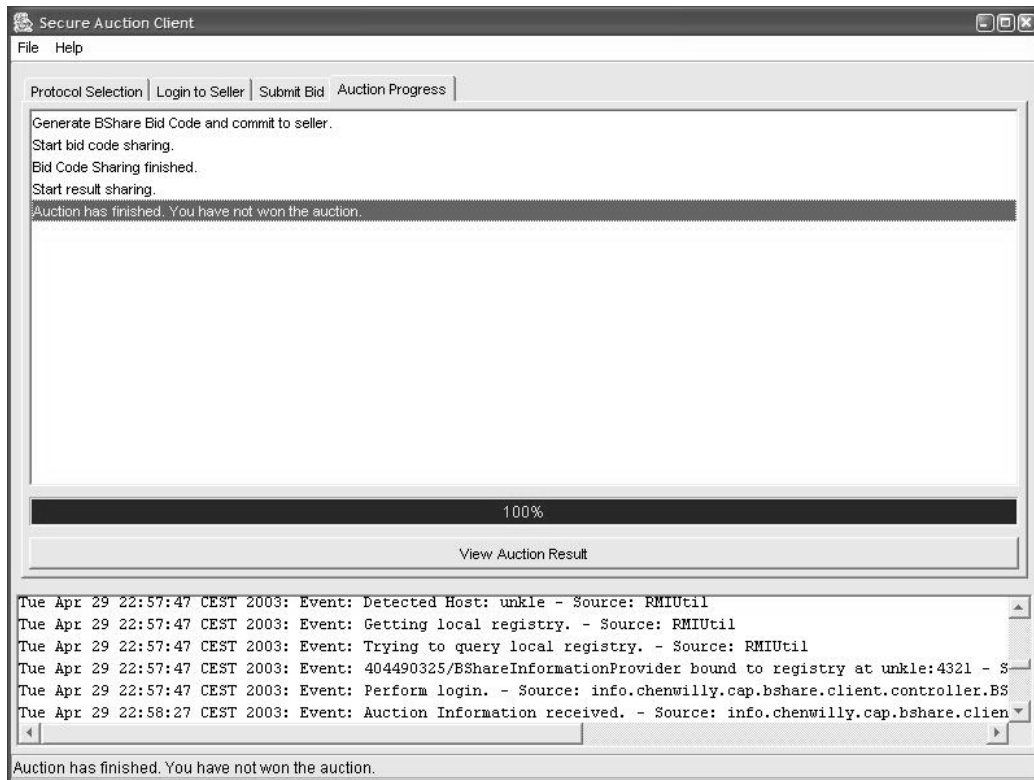 Secure Auction Client
File Help
Protocol Selection Login to Seller Submit Bid Auction Progress
Generate BShare Bid Code and commit to seller.
Start bid code sharing.
Bid Code Sharing finished.
Start result sharing.
Auction has finished. You have not won the auction.
100%
View Auction Result
Tue Apr 29 22:57:47 CEST 2003: Event: Detected Host: unkle - Source: RMIUtil
Tue Apr 29 22:57:47 CEST 2003: Event: Getting local registry. - Source: RMIUtil
Tue Apr 29 22:57:47 CEST 2003: Event: Trying to query local registry. - Source: RMIUtil
Tue Apr 29 22:57:47 CEST 2003: Event: 404490325/BShareInformationProvider bound to registry at unkle:4321 - S
Tue Apr 29 22:57:47 CEST 2003: Event: Perform login. - Source: info.chenwilly.cap.bshare.client.controller.BS
Tue Apr 29 22:58:27 CEST 2003: Event: Auction Information received. - Source: info.chenwilly.cap.bshare.clien
Auction has finished. You have not won the auction.